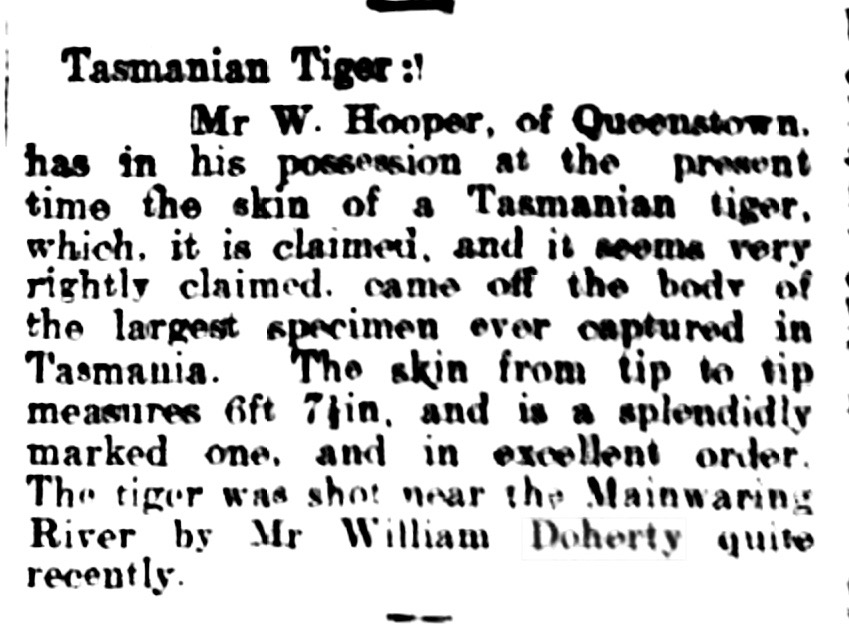 Tasmanian Tiger:
Mr W. Hooper, of Queenstown,
has in his possession at the present
time the skin of a Tasmanian tiger,
which, it is claimed, and it seems very
rightly claimed, came off the body of
the largest specimen ever captured in
Tasmania. The skin from tip to tip
measures 6ft 7½in, and is a splendidly
marked one, and in excellent order.
The tiger was shot near the Mainwaring
River by Mr William Doherty quite
recently.